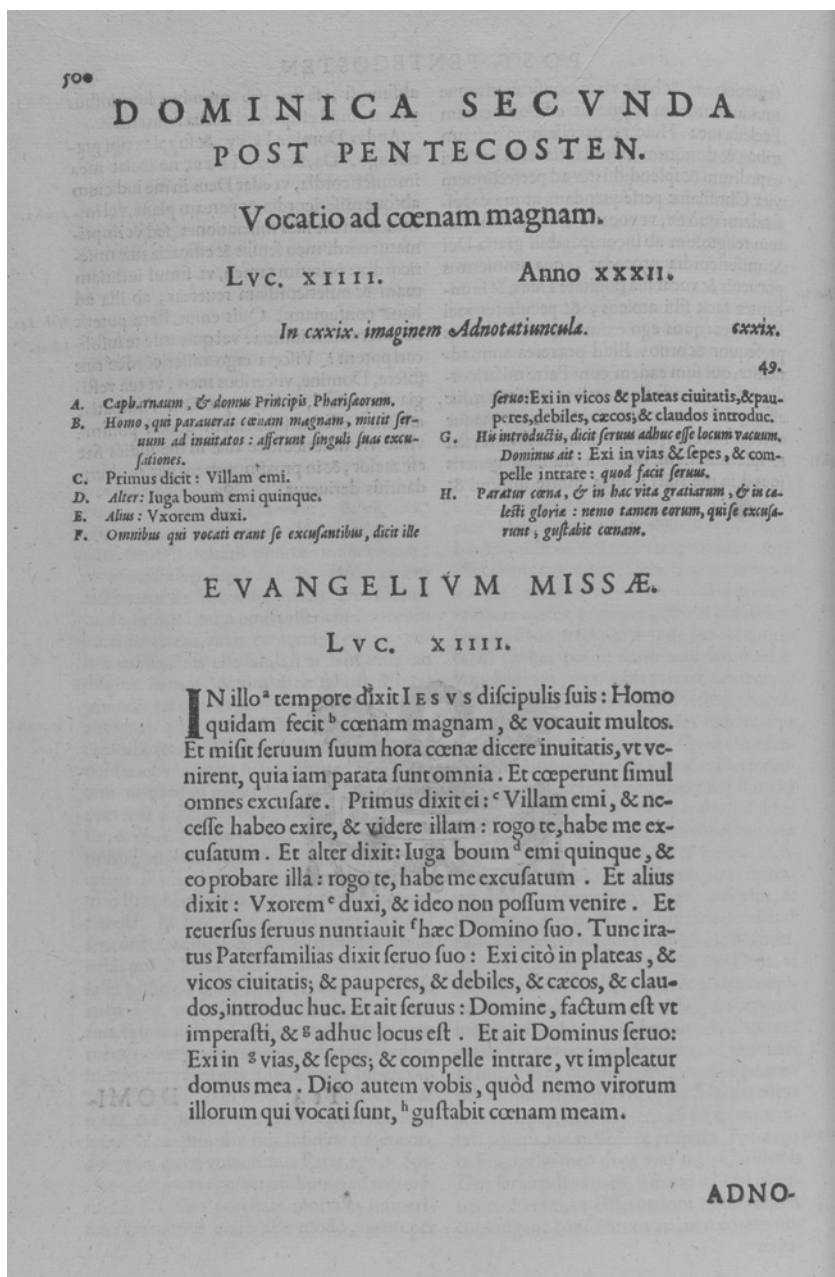 500
DOMINICA SECVNDA
POST PENTECOSTEN.
Vocatio ad cœnam magnam.
LVC. XIIII. Anno XXXII.
In cxxix. imaginem Adnotatiuncula. cxxix.
49.
A. Capharnaum, & domus Principis Pharisæorum.
B. Homo, qui parauerat cœnam magnam, mittit ser-
uum ad inuitatos: afferunt singuli suas excu-
sationes.
C. Primus dicit: Villam emi.
D. Alter: Iuga boum emi quinque.
E. Alius: Vxorem duxi.
F. Omnibus qui vocati erant se excusantibus, dicit ille
seruo: Exi in vicos & plateas ciuitatis, & pau-
peres, debiles, cæcos, & claudos introduc.
G. His introductis, dicit seruus adhuc esse locum vacuum.
Dominus ait: Exi in vias & sepes, & com-
pelle intrare: quod facit seruus.
H. Paratur cœna, & in hac vita gratiarum, & in cæ-
lesti gloriæ: nemo tamen eorum, qui se excusa-
runt, gustabit cœnam.
EVANGELIVM MISSÆ.
LVC. XIIII.
IN illo ᵃ tempore dixit IESVS discipulis suis: Homo
quidam fecit ᵇ cœnam magnam, & vocauit multos.
Et misit seruum suum hora cœnæ dicere inuitatis, vt ve-
nirent, quia iam parata sunt omnia. Et cœperunt simul
omnes excusare. Primus dixit ei: ᶜ Villam emi, & ne-
cesse habeo exire, & videre illam: rogo te, habe me ex-
cusatum. Et alter dixit: Iuga boum ᵈ emi quinque, &
eo probare illa: rogo te, habe me excusatum. Et alius
dixit: Vxorem ᵉ duxi, & ideo non possum venire. Et
reuersus seruus nuntiauit ᶠ hæc Domino suo. Tunc ira-
tus Paterfamilias dixit seruo suo: Exi citò in plateas, &
vicos ciuitatis; & pauperes, & debiles, & cæcos, & clau-
dos, introduc huc. Et ait seruus: Domine, factum est vt
imperasti, & ᵍ adhuc locus est. Et ait Dominus seruo:
Exi in ᵍ vias, & sepes; & compelle intrare, vt impleatur
domus mea. Dico autem vobis, quòd nemo virorum
illorum qui vocati sunt, ʰ gustabit cœnam meam.
ADNO-